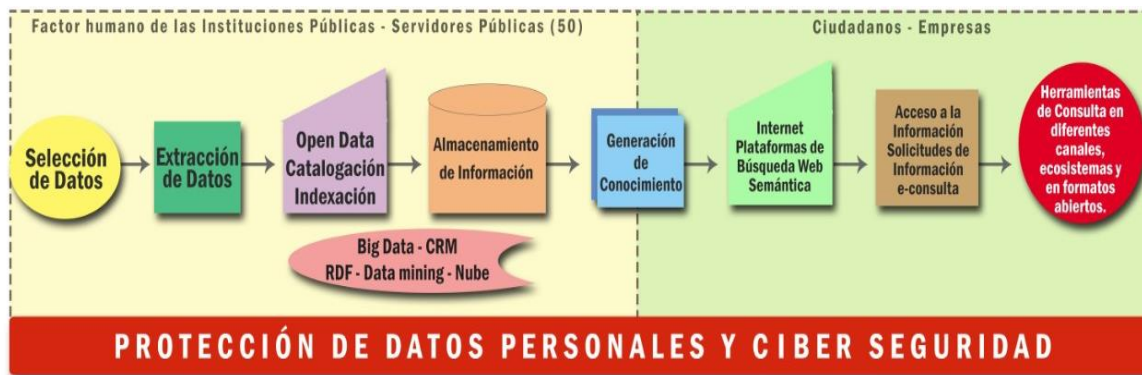 Factor humano de las Instituciones Públicas - Servidores Públicas (50)
Ciudadanos - Empresas
Selección
de Datos
Extracción
de Datos
Open Data
Catalogación
Indexación
Almacenamiento
de Información
Generación
de
Conocimiento
Internet
Plataformas de
Búsqueda Web
Semántica
Acceso a la
Información
Solicitudes de
Información
e-consulta
Herramientas
de Consulta en
diferentes
canales,
ecosistemas y
en formatos
abiertos.
Big Data - CRM
RDF - Data mining - Nube
PROTECCIÓN DE DATOS PERSONALES Y CIBER SEGURIDAD